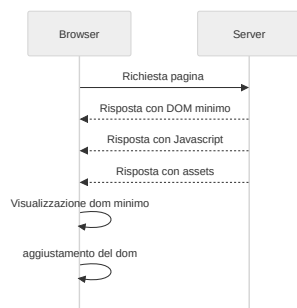 Browser
Server
Richiesta pagina
Risposta con DOM minimo
Risposta con Javascript
Risposta con assets
Visualizzazione dom minimo
aggiustamento del dom